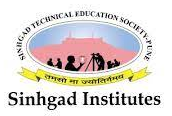 SINHGAD TECHNICAL EDUCATION SOCIETY-PUNE
तमसो मा ज्योतिर्गमय
Sinhgad Institutes